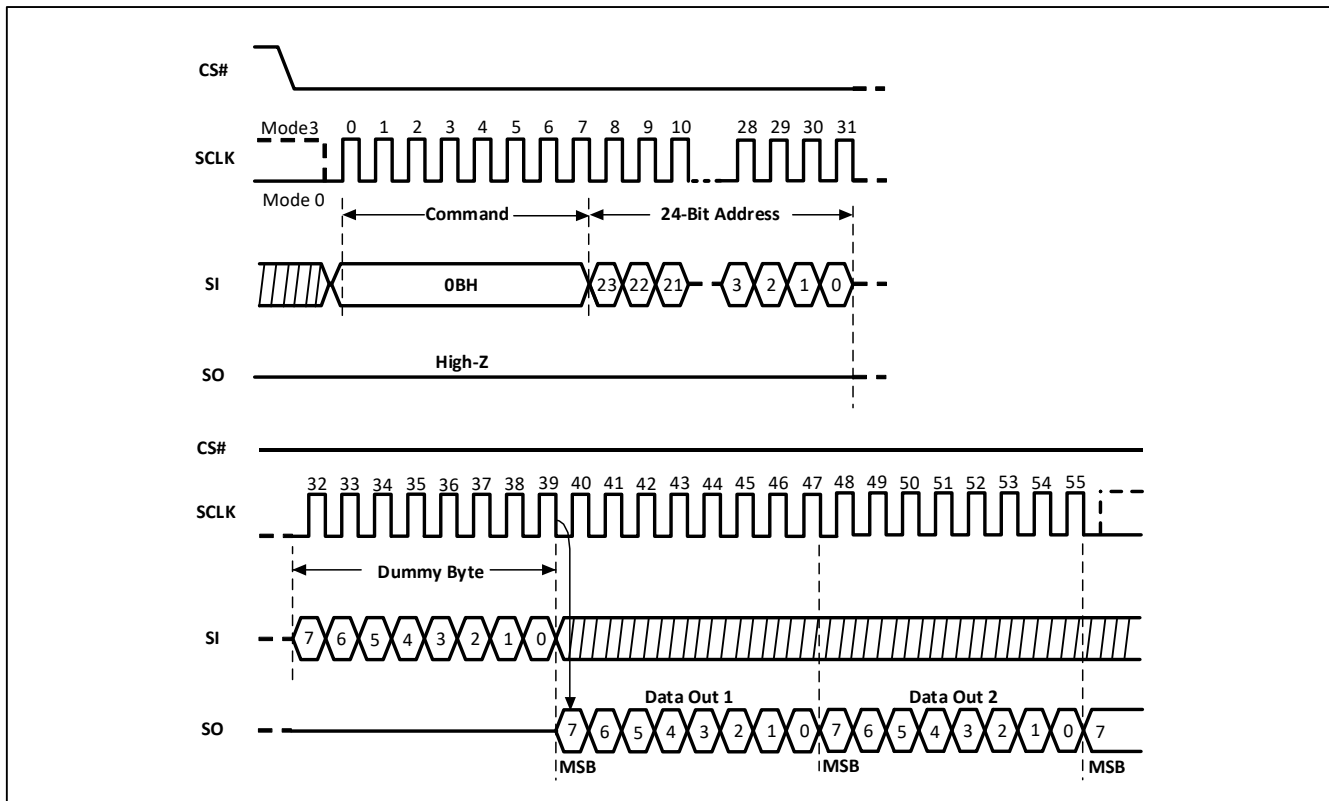 CS#
Mode3 0 1 2 3 4 5 6 7 8 9 10 28 29 30 31
SCLK
Mode 0
Command 24-Bit Address
SI 0BH 23 22 21 3 2 1 0
High-Z
SO
CS#
32 33 34 35 36 37 38 39 40 41 42 43 44 45 46 47 48 49 50 51 52 53 54 55
SCLK
Dummy Byte
SI 7 6 5 4 3 2 1 0
Data Out 1 Data Out 2
SO 7 6 5 4 3 2 1 0 7 6 5 4 3 2 1 0 7
MSB MSB MSB